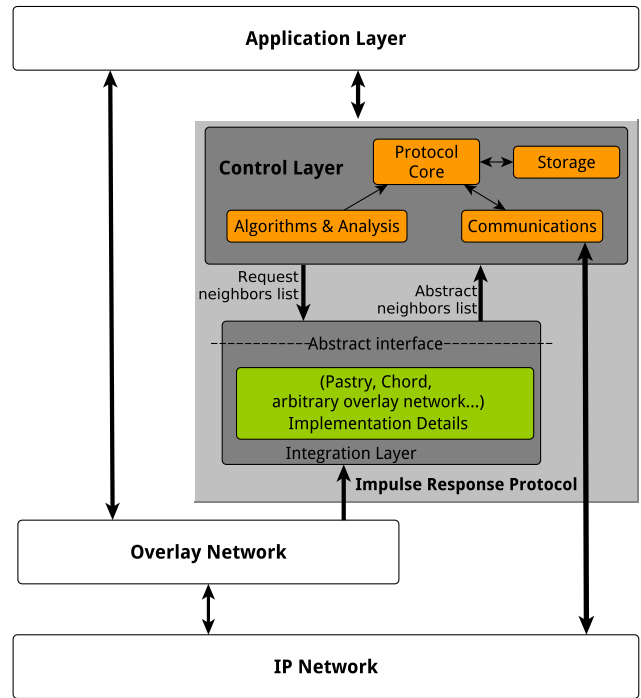 Application Layer
Control Layer
Protocol
Core
Storage
Algorithms & Analysis
Communications
Request
neighbors list
Abstract
neighbors list
Abstract interface
(Pastry, Chord,
arbitrary overlay network...)
Implementation Details
Integration Layer
Impulse Response Protocol
Overlay Network
IP Network